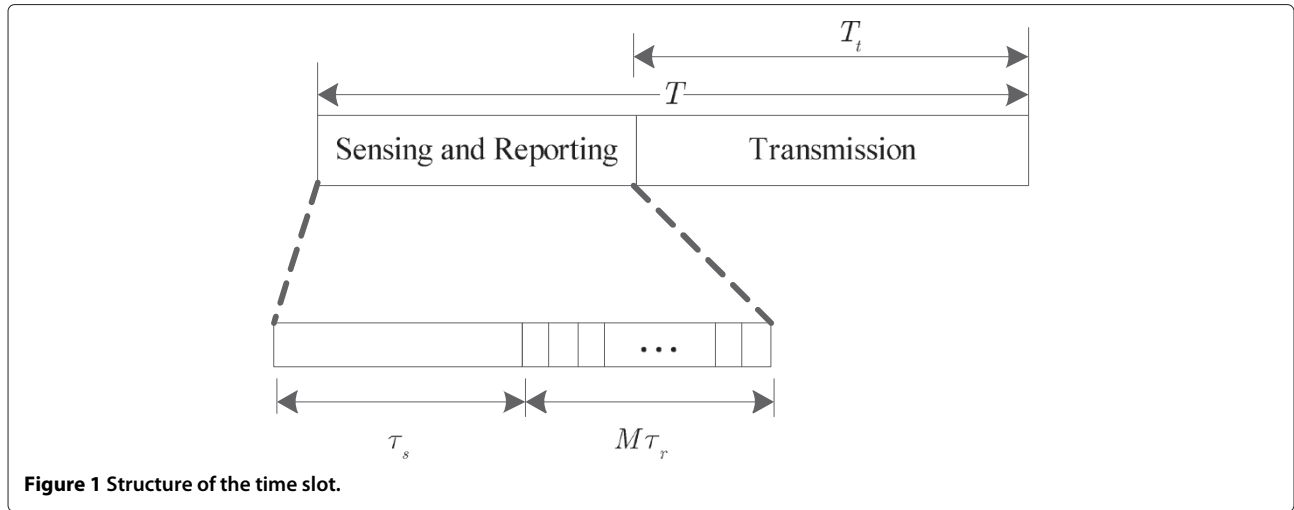 T_t
T
Sensing and Reporting Transmission
...
τ_s Mτ_r
Figure 1 Structure of the time slot.